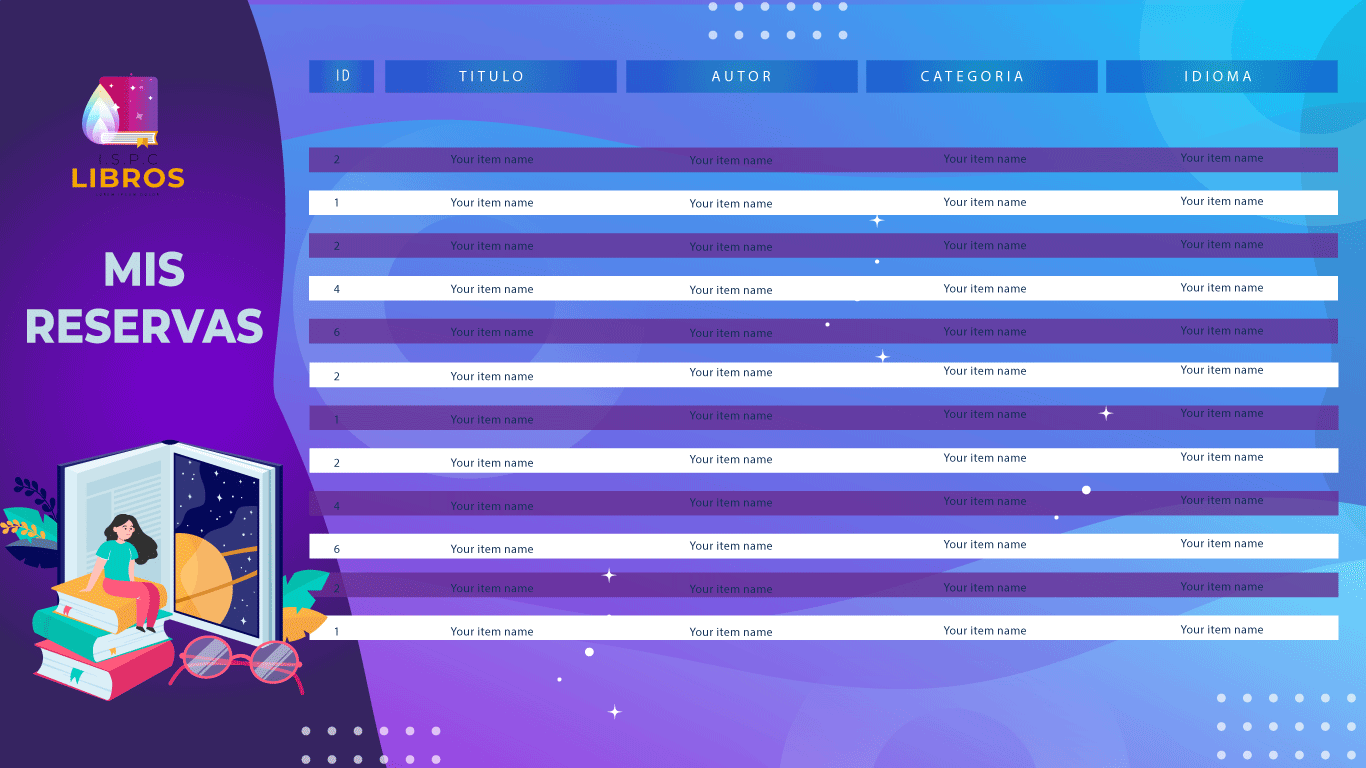 I.S.P.C
LIBROS
MIS
RESERVAS
ID TITULO AUTOR CATEGORIA IDIOMA
2 Your item name Your item name Your item name Your item name
1 Your item name Your item name Your item name Your item name
2 Your item name Your item name Your item name Your item name
4 Your item name Your item name Your item name Your item name
6 Your item name Your item name Your item name Your item name
2 Your item name Your item name Your item name Your item name
1 Your item name Your item name Your item name Your item name
2 Your item name Your item name Your item name Your item name
4 Your item name Your item name Your item name Your item name
6 Your item name Your item name Your item name Your item name
2 Your item name Your item name Your item name Your item name
1 Your item name Your item name Your item name Your item name